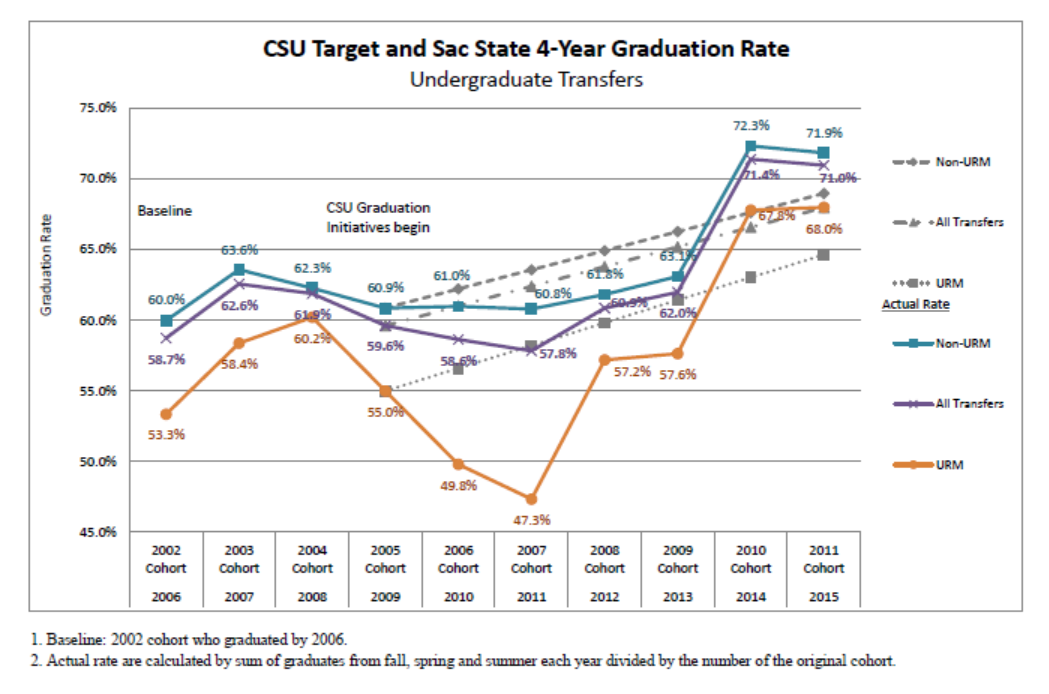 CSU Target and Sac State 4-Year Graduation Rate
Undergraduate Transfers
Graduation Rate
75.0%
70.0%
65.0%
60.0%
55.0%
50.0%
45.0%
Baseline
CSU Graduation
Initiatives begin
60.0%
63.6%
62.3%
60.9%
61.0%
60.8%
61.8%
63.1%
72.3%
71.9%
58.7%
62.6%
61.9%
59.6%
58.6%
57.8%
60.9%
62.0%
71.4%
71.0%
53.3%
58.4%
60.2%
55.0%
49.8%
47.3%
57.2%
57.6%
67.8%
68.0%
2002 2003 2004 2005 2006 2007 2008 2009 2010 2011
Cohort Cohort Cohort Cohort Cohort Cohort Cohort Cohort Cohort Cohort
2006 2007 2008 2009 2010 2011 2012 2013 2014 2015
Non-URM
All Transfers
URM
Actual Rate
Non-URM
All Transfers
URM
1. Baseline: 2002 cohort who graduated by 2006.
2. Actual rate are calculated by sum of graduates from fall, spring and summer each year divided by the number of the original cohort.